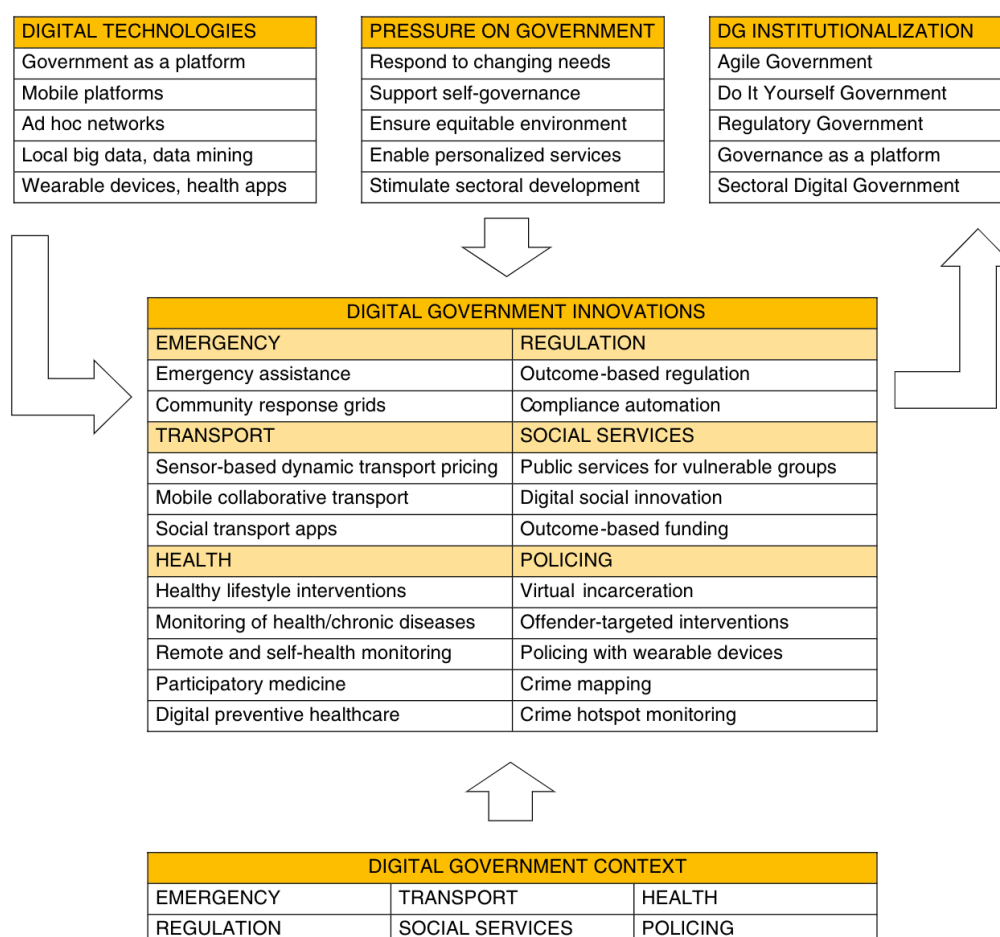 DIGITAL TECHNOLOGIES
Government as a platform
Mobile platforms
Ad hoc networks
Local big data, data mining
Wearable devices, health apps
PRESSURE ON GOVERNMENT
Respond to changing needs
Support self-governance
Ensure equitable environment
Enable personalized services
Stimulate sectoral development
DG INSTITUTIONALIZATION
Agile Government
Do It Yourself Government
Regulatory Government
Governance as a platform
Sectoral Digital Government
DIGITAL GOVERNMENT INNOVATIONS
EMERGENCY
Emergency assistance
Community response grids
REGULATION
Outcome-based regulation
Compliance automation
TRANSPORT
Sensor-based dynamic transport pricing
Mobile collaborative transport
Social transport apps
SOCIAL SERVICES
Public services for vulnerable groups
Digital social innovation
Outcome-based funding
HEALTH
Healthy lifestyle interventions
Monitoring of health/chronic diseases
Remote and self-health monitoring
Participatory medicine
Digital preventive healthcare
POLICING
Virtual incarceration
Offender-targeted interventions
Policing with wearable devices
Crime mapping
Crime hotspot monitoring
DIGITAL GOVERNMENT CONTEXT
EMERGENCY
TRANSPORT
HEALTH
REGULATION
SOCIAL SERVICES
POLICING